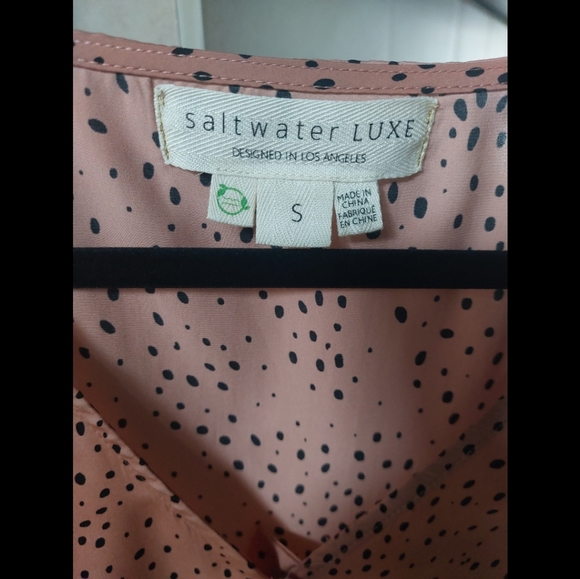 saltwater LUXE
DESIGNED IN LOS ANGELES
S
MADE IN
CHINA
FABRIQUE
EN CHINE